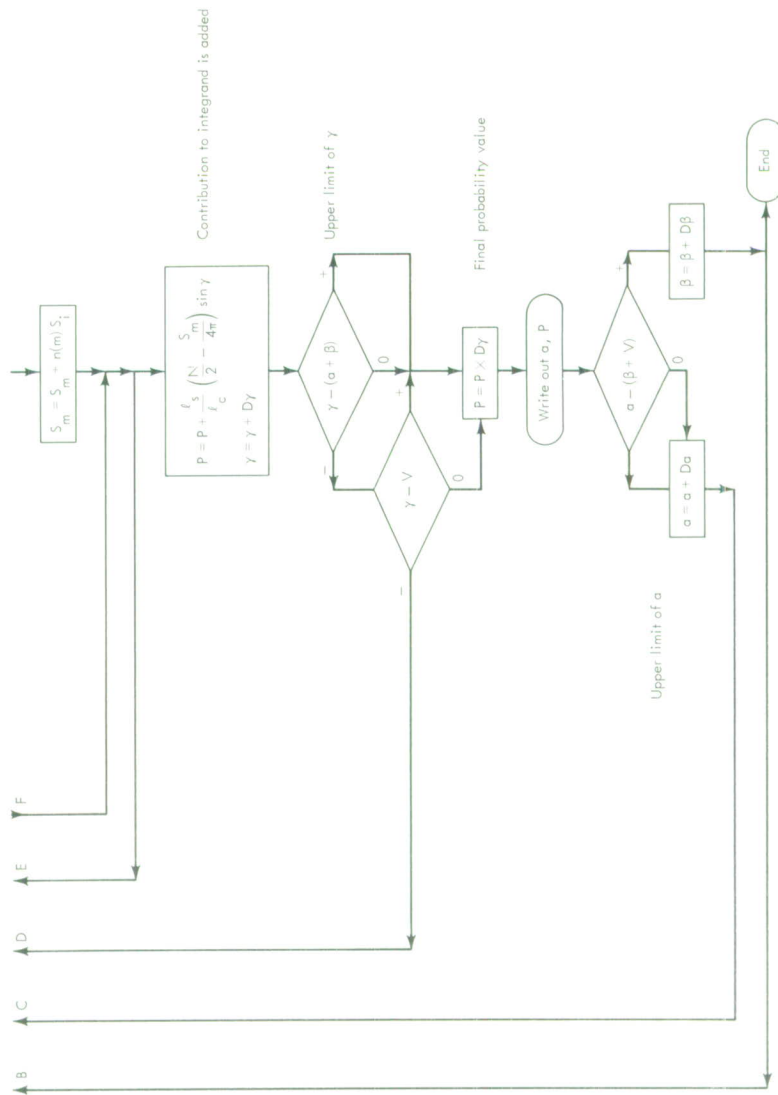 B
C
D
E
F
S_m = S_m + n(m) S_i
Contribution to integrand is added
P = P + ℓ_s/ℓ_c (N/2 − S_m/4π) sin γ
γ = γ + Dγ
Upper limit of γ
γ − (α + β)
−
+
0
γ − V
−
+
0
Final probability value
P = P × Dγ
Write out α, P
α − (β + V)
+
0
Upper limit of α
α = α + Dα
β = β + Dβ
End